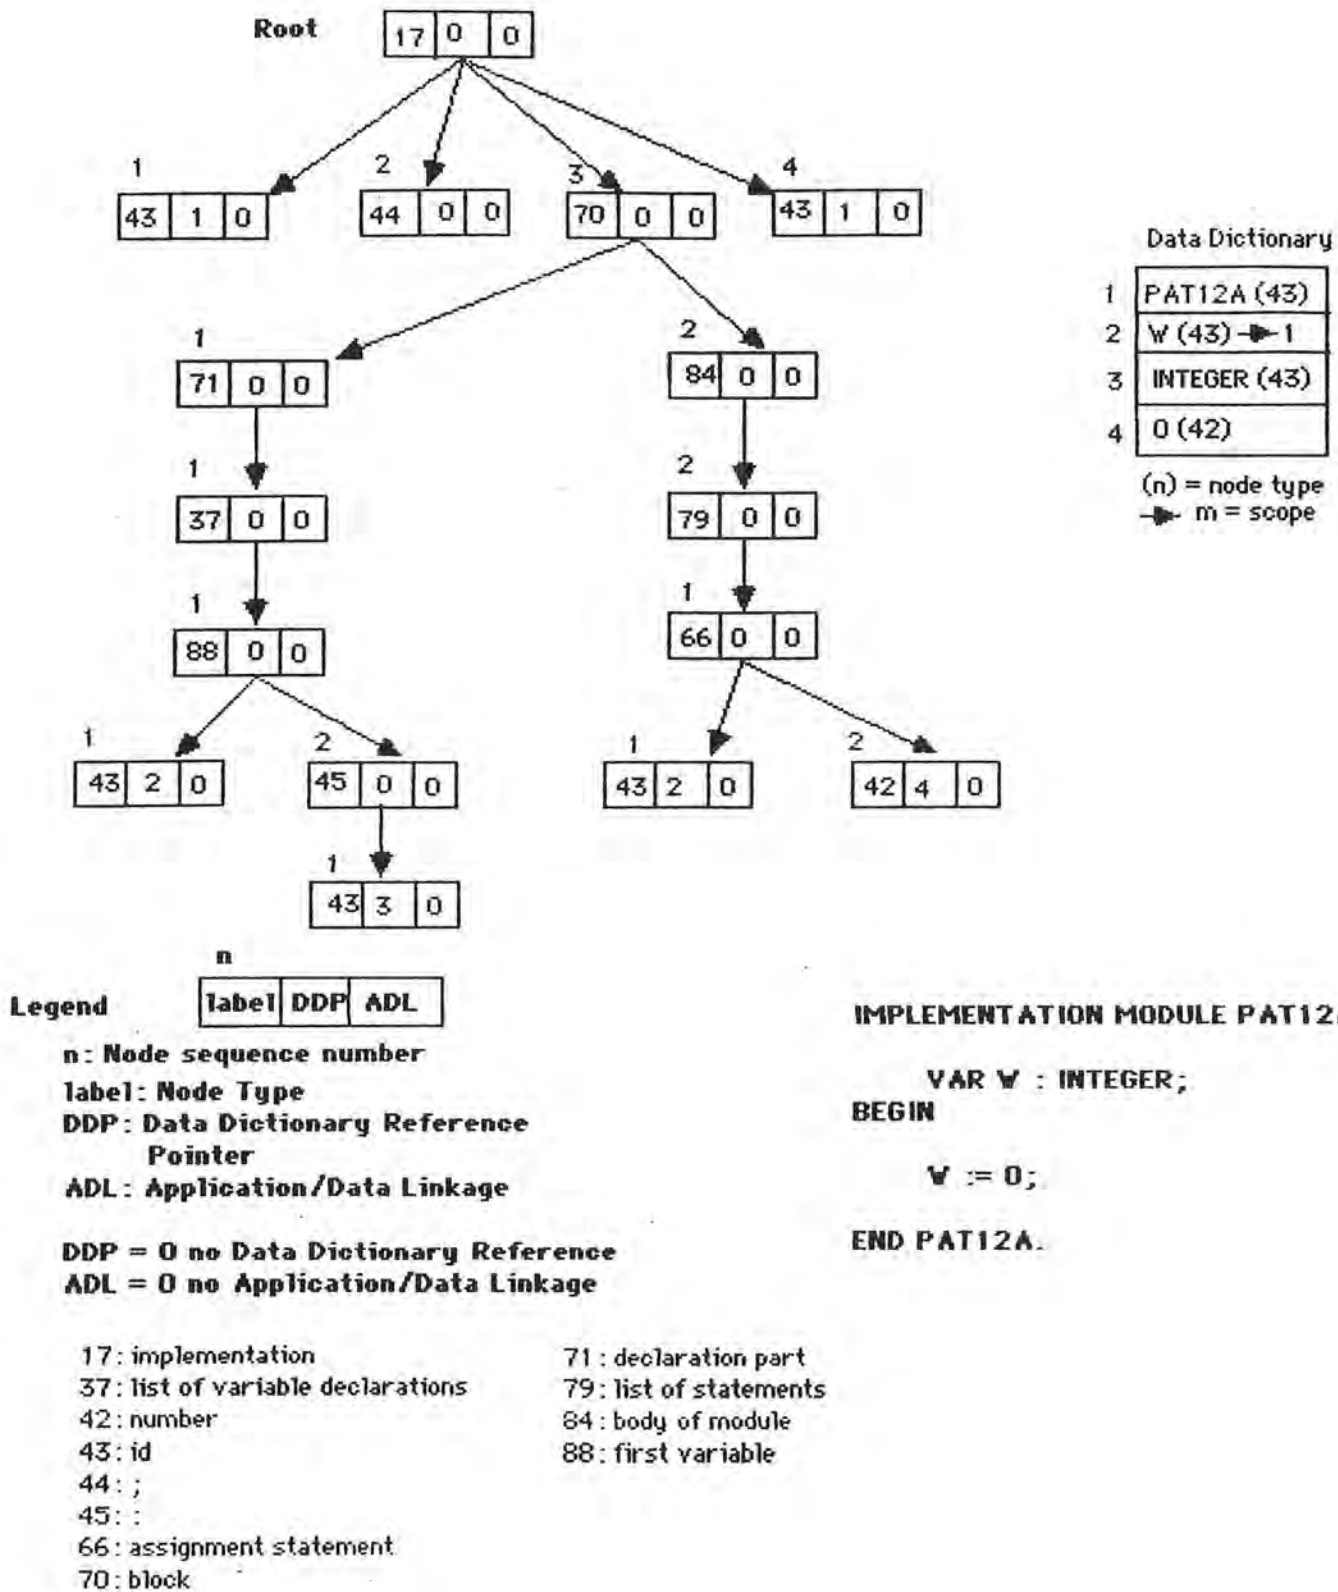 Root
17 0 0
1 2 3 4
43 1 0
44 0 0
70 0 0
43 1 0
1 2
71 0 0
84 0 0
1 2
37 0 0
79 0 0
1 1
88 0 0
66 0 0
1 2 1 2
43 2 0
45 0 0
43 2 0
42 4 0
1
43 3 0
Data Dictionary
1 PAT12A (43)
2 W (43) 1
3 INTEGER (43)
4 0 (42)
(n) = node type
m = scope
n
Legend
label DDP ADL
n: Node sequence number
label: Node Type
DDP: Data Dictionary Reference
Pointer
ADL: Application/Data Linkage
DDP = 0 no Data Dictionary Reference
ADL = 0 no Application/Data Linkage
IMPLEMENTATION MODULE PAT12
VAR W : INTEGER;
BEGIN
W := 0;
END PAT12A.
17: implementation
37: list of variable declarations
42: number
43: id
44: ;
45: :
66: assignment statement
70: block
71: declaration part
79: list of statements
84: body of module
88: first variable